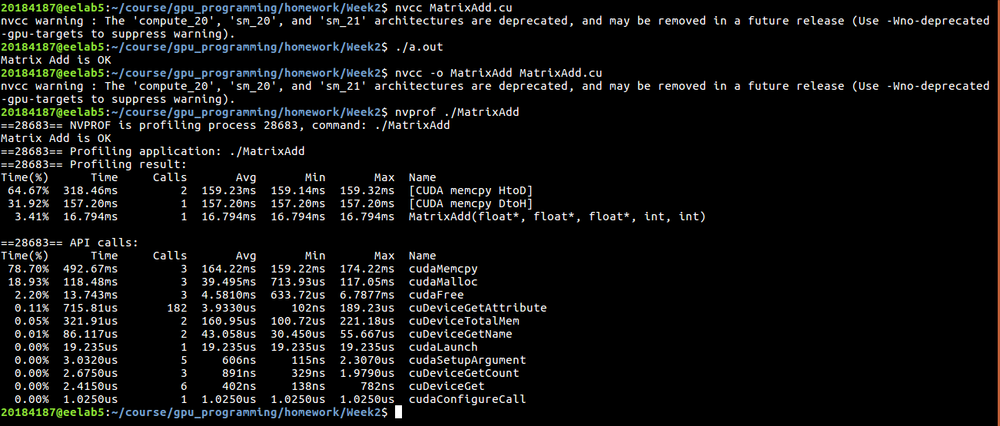 20184187@eelab5:~/course/gpu_programming/homework/Week2$ nvcc MatrixAdd.cu
nvcc warning : The 'compute_20', 'sm_20', and 'sm_21' architectures are deprecated, and may be removed in a future release (Use -Wno-deprecated
-gpu-targets to suppress warning).
20184187@eelab5:~/course/gpu_programming/homework/Week2$ ./a.out
Matrix Add is OK
20184187@eelab5:~/course/gpu_programming/homework/Week2$ nvcc -o MatrixAdd MatrixAdd.cu
nvcc warning : The 'compute_20', 'sm_20', and 'sm_21' architectures are deprecated, and may be removed in a future release (Use -Wno-deprecated
-gpu-targets to suppress warning).
20184187@eelab5:~/course/gpu_programming/homework/Week2$ nvprof ./MatrixAdd
==28683== NVPROF is profiling process 28683, command: ./MatrixAdd
Matrix Add is OK
==28683== Profiling application: ./MatrixAdd
==28683== Profiling result:
Time(%)      Time     Calls       Avg       Min       Max  Name
 64.67%  318.46ms         2  159.23ms  159.14ms  159.32ms  [CUDA memcpy HtoD]
 31.92%  157.20ms         1  157.20ms  157.20ms  157.20ms  [CUDA memcpy DtoH]
  3.41%  16.794ms         1  16.794ms  16.794ms  16.794ms  MatrixAdd(float*, float*, float*, int, int)
==28683== API calls:
Time(%)      Time     Calls       Avg       Min       Max  Name
 78.70%  492.67ms         3  164.22ms  159.22ms  174.22ms  cudaMemcpy
 18.93%  118.48ms         3  39.495ms  713.93us  117.05ms  cudaMalloc
  2.20%  13.743ms         3  4.5810ms  633.72us  6.7877ms  cudaFree
  0.11%  715.81us       182  3.9330us     102ns  189.23us  cuDeviceGetAttribute
  0.05%  321.91us         2  160.95us  100.72us  221.18us  cuDeviceTotalMem
  0.01%  86.117us         2  43.058us  30.450us  55.667us  cuDeviceGetName
  0.00%  19.235us         1  19.235us  19.235us  19.235us  cudaLaunch
  0.00%  3.0320us         5     606ns     115ns  2.3070us  cudaSetupArgument
  0.00%  2.6750us         3     891ns     329ns  1.9790us  cuDeviceGetCount
  0.00%  2.4150us         6     402ns     138ns     782ns  cuDeviceGet
  0.00%  1.0250us         1  1.0250us  1.0250us  1.0250us  cudaConfigureCall
20184187@eelab5:~/course/gpu_programming/homework/Week2$